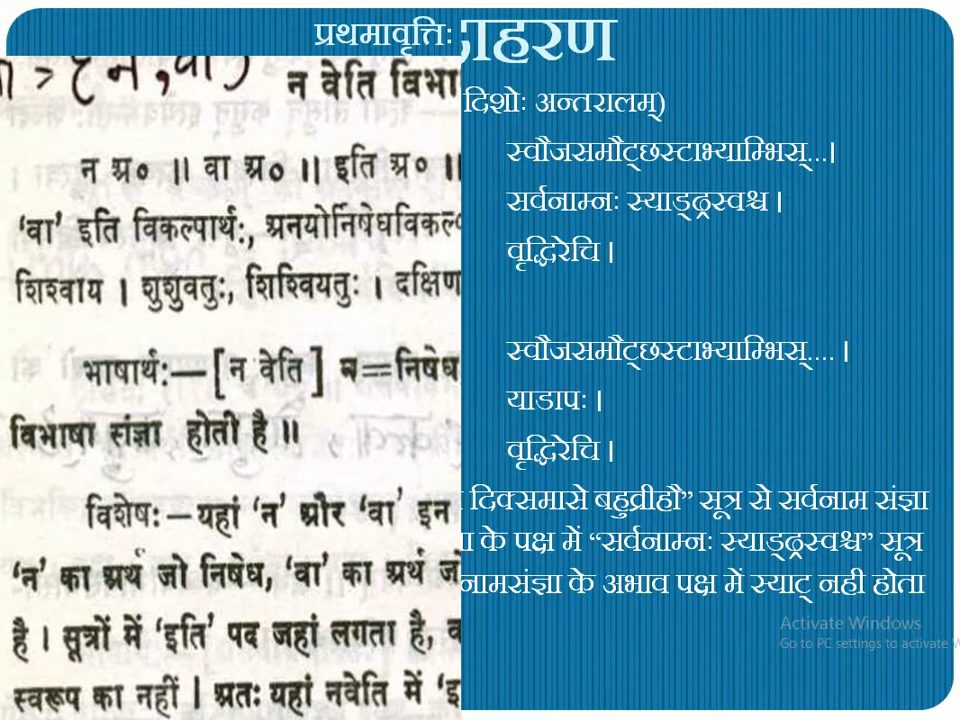 प्रथमावृत्तिः
न वेति विभा
न अ० ॥ वा अ० ॥ इति अ० ॥
‘वा’ इति विकल्पार्थः, अनयोर्निषेधविकल्प
शिश्वाय । शुशुवतुः, शिश्वियतुः । दक्षिण
भाषार्थः—[न वेति] न=निषेध
विभाषा संज्ञा होती है ॥
विशेषः—यहां ‘न’ और ‘वा’ इन
‘न’ का अर्थ जो निषेध, ‘वा’ का अर्थ जो
है । सूत्रों में ‘इति’ पद जहां लगता है, व
स्वरूप का नहीं । अतः यहां नवेति में ‘इ
दाहरण
दिशोः अन्तरालम्)
स्वौजसमौट्छस्टाभ्याम्भिस्...।
सर्वनाम्नः स्याड्ढ्रस्वश्च ।
वृद्धिरेचि ।
स्वौजसमौट्छस्टाभ्याम्भिस्.... ।
याडापः ।
वृद्धिरेचि ।
दिक्समासे बहुव्रीहौ” सूत्र से सर्वनाम संज्ञा
के पक्ष में “सर्वनाम्नः स्याड्ढ्रस्वश्च” सूत्र
नामसंज्ञा के अभाव पक्ष में स्याट् नही होता
Activate Windows
Go to PC settings to activate W